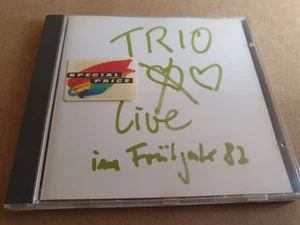 TRIO
SPECIAL
PRICE
Live
im Frühjahr 82